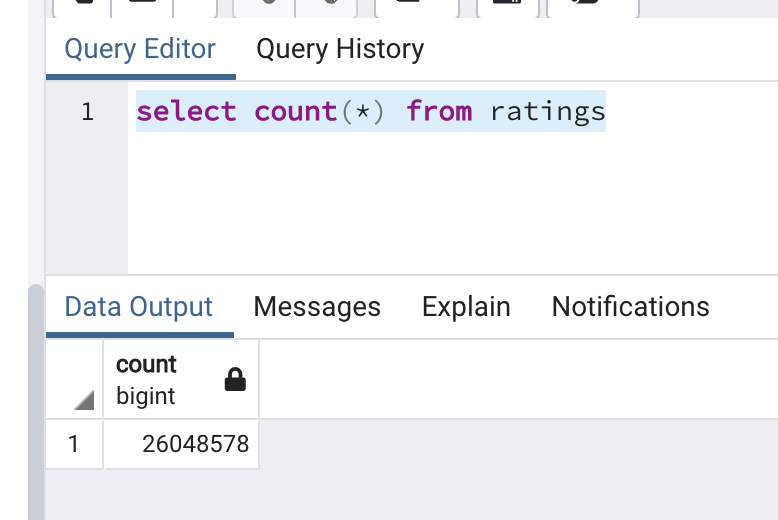 Query Editor Query History
1 select count(*) from ratings
Data Output Messages Explain Notifications
count
bigint
1 26048578